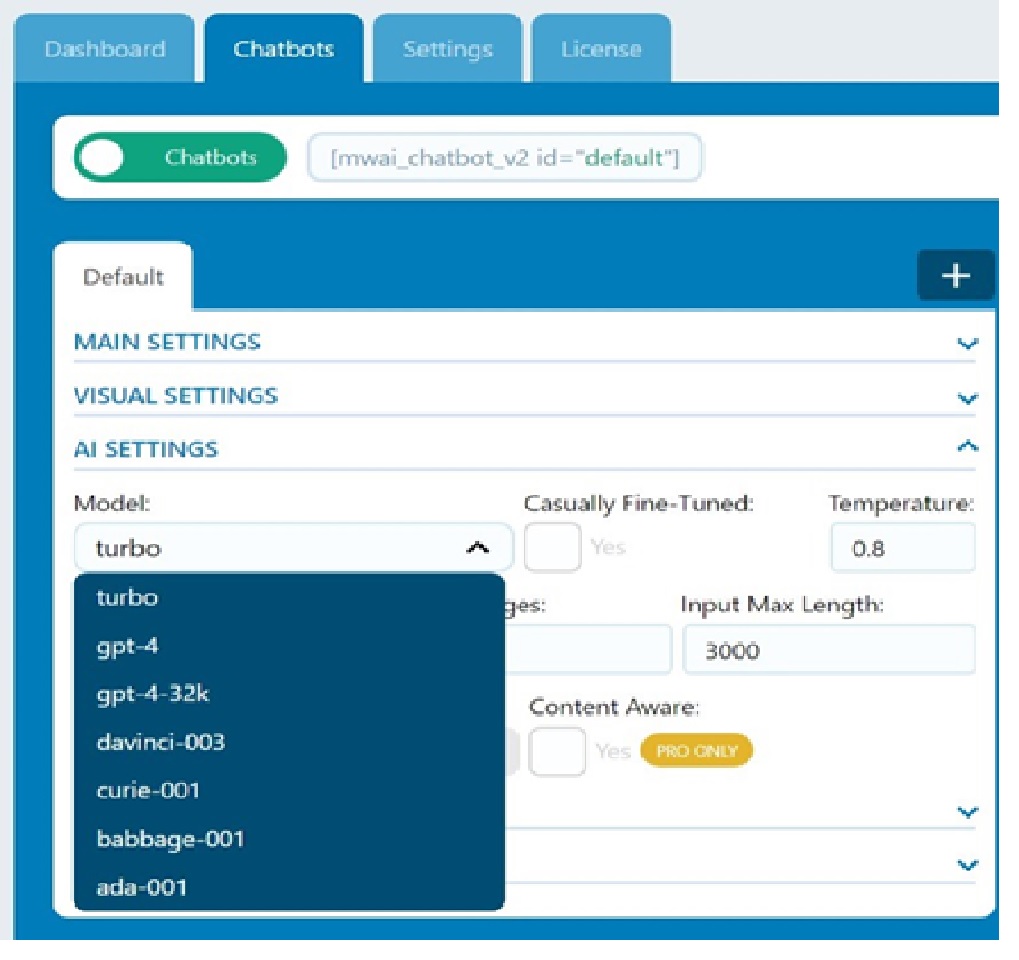 Dashboard Chatbots Settings License
Chatbots [mwai_chatbot_v2 id="default"]
Default +
MAIN SETTINGS
VISUAL SETTINGS
AI SETTINGS
Model: Casually Fine-Tuned: Temperature:
turbo Yes 0.8
turbo
ges: Input Max Length:
gpt-4
3000
gpt-4-32k
Content Aware:
davinci-003
Yes PRO ONLY
curie-001
babbage-001
ada-001